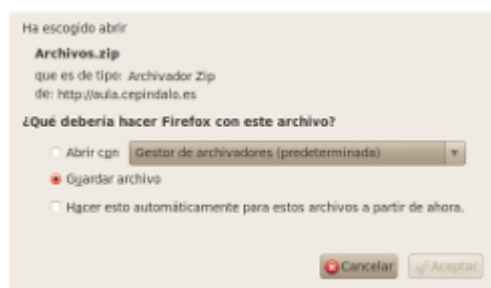 Ha escogido abrir
Archivos.zip
que es de tipo: Archivador Zip
de: http://aula.cepindalo.es
¿Qué debería hacer Firefox con este archivo?
Abrir con Gestor de archivadores (predeterminada)
Guardar archivo
Hacer esto automáticamente para estos archivos a partir de ahora.
Cancelar Aceptar